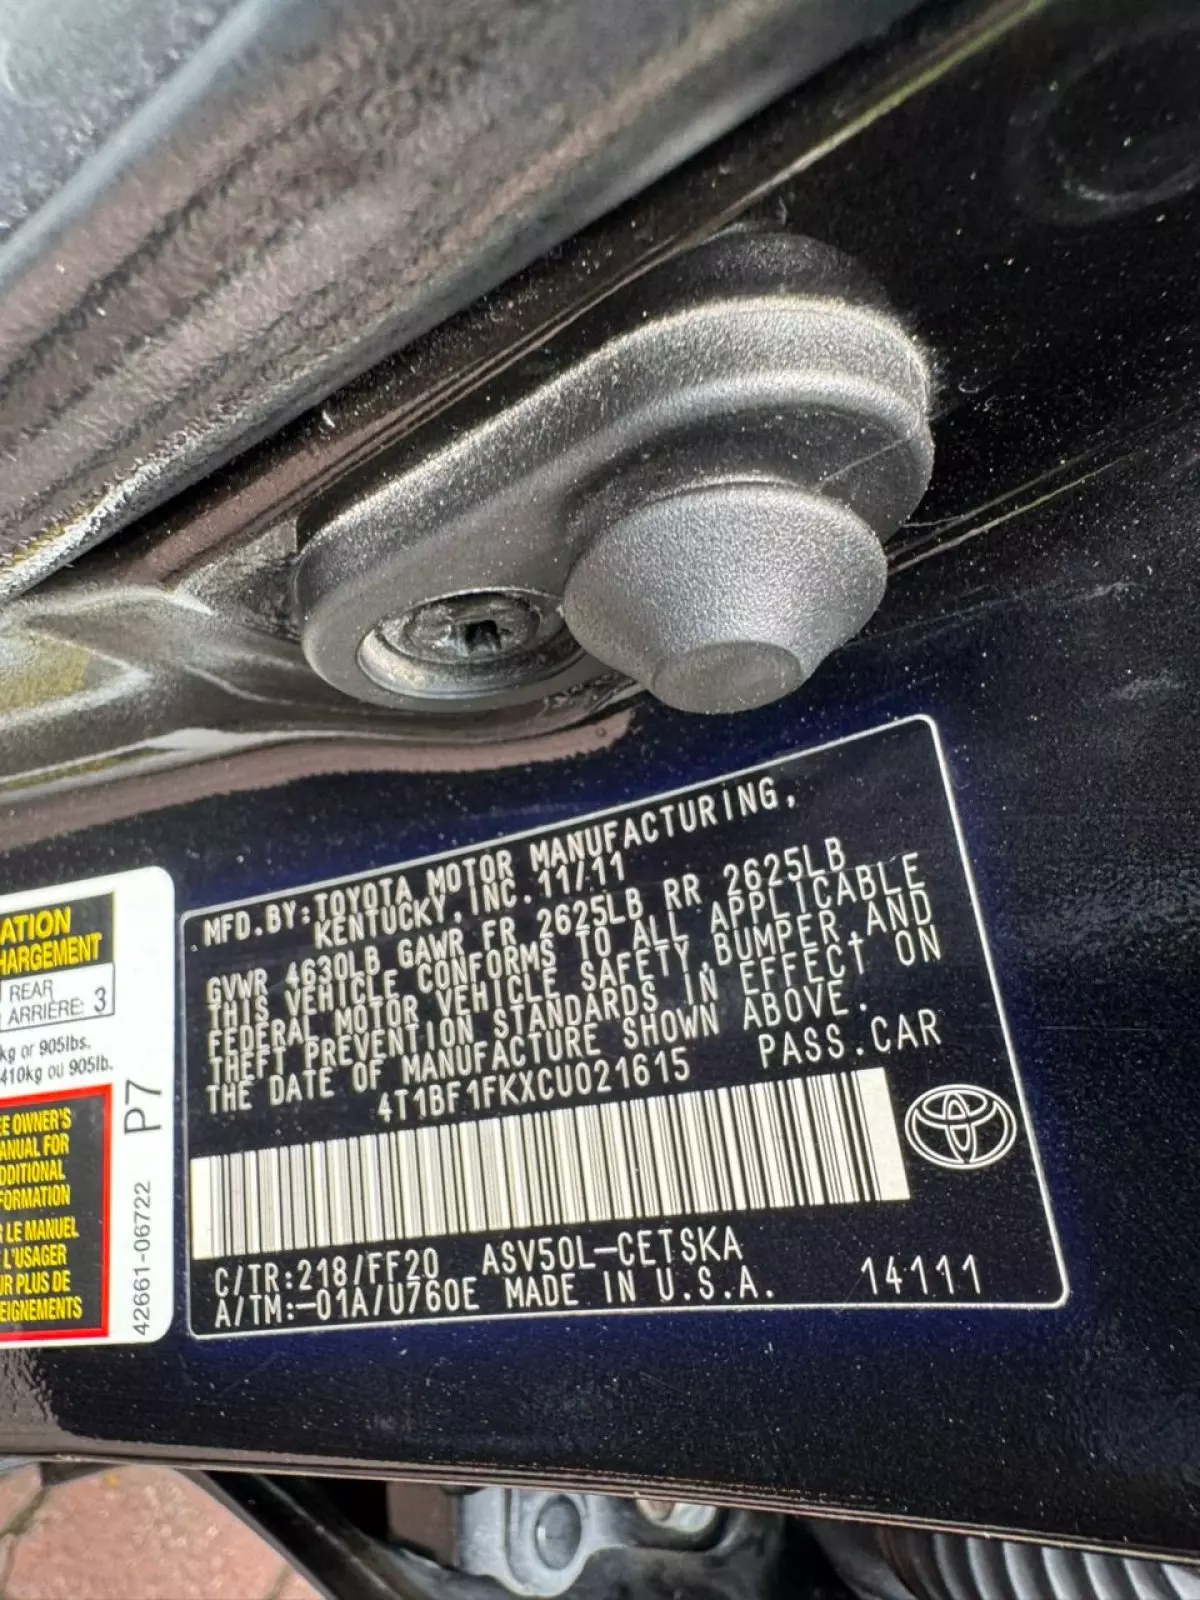 MFD.BY:TOYOTA MOTOR MANUFACTURING,
KENTUCKY,INC.11/11
GVWR 4630LB GAWR FR 2625LB RR 2625LB
THIS VEHICLE CONFORMS TO ALL APPLICABLE
FEDERAL MOTOR VEHICLE SAFETY,BUMPER,AND
THEFT PREVENTION STANDARDS IN EFFECT ON
THE DATE OF MANUFACTURE SHOWN ABOVE.
4T1BF1FKXCU021615 PASS.CAR
C/TR:218/FF20 ASV50L-CETSKA
A/TM:-01A/U760E MADE IN U.S.A. 14111
ATION
HARGEMENT
REAR
ARRIÈRE: 3
kg or 905lbs.
410kg ou 905lb.
E OWNER'S
ANUAL FOR
DDITIONAL
FORMATION
R LE MANUEL
L'USAGER
UR PLUS DE
EIGNEMENTS
42661-06722 P7